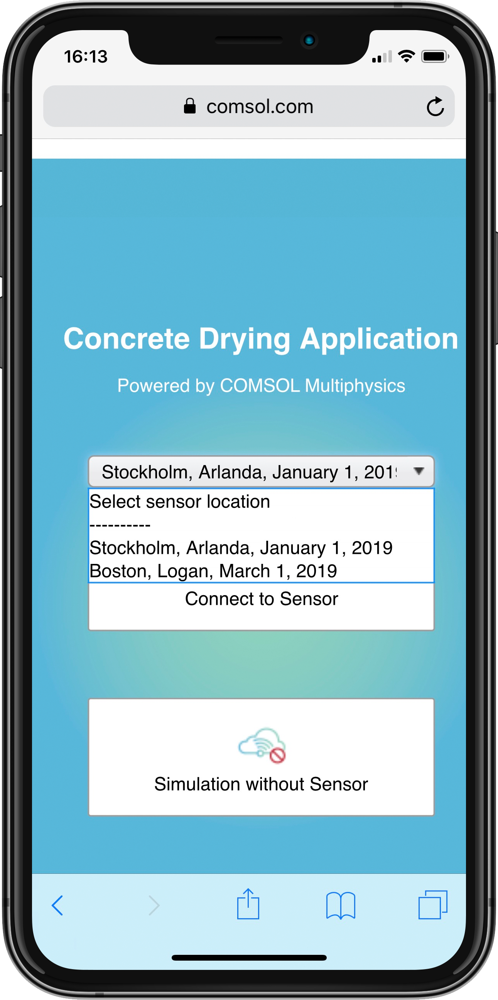 16:13
comsol.com
Concrete Drying Application
Powered by COMSOL Multiphysics
Stockholm, Arlanda, January 1, 201
Select sensor location
----------
Stockholm, Arlanda, January 1, 2019
Boston, Logan, March 1, 2019
Connect to Sensor
Simulation without Sensor